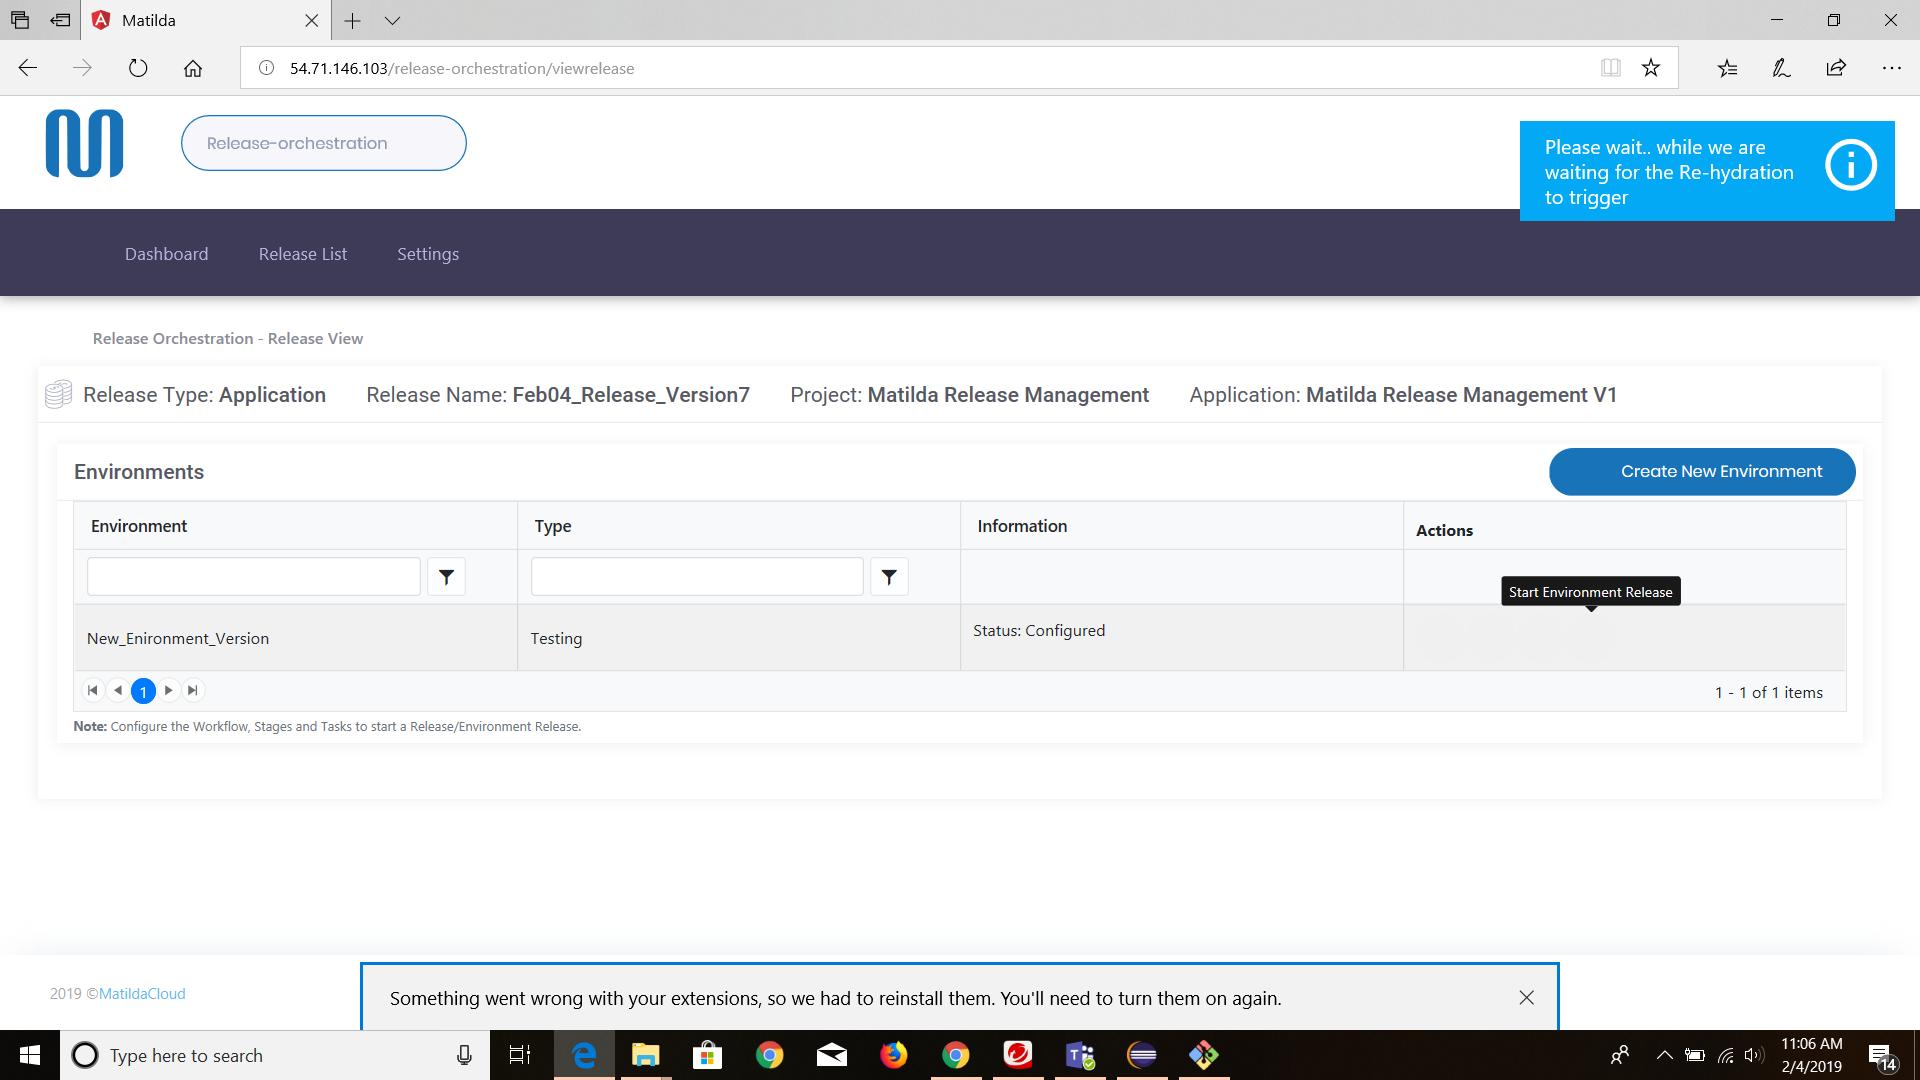 Matilda
54.71.146.103/release-orchestration/viewrelease
Release-orchestration
Please wait.. while we are
waiting for the Re-hydration
to trigger
Dashboard
Release List
Settings
Release Orchestration - Release View
Release Type: Application
Release Name: Feb04_Release_Version7
Project: Matilda Release Management
Application: Matilda Release Management V1
Environments
Create New Environment
Environment
Type
Information
Actions
Start Environment Release
New_Enironment_Version
Testing
Status: Configured
1
1 - 1 of 1 items
Note: Configure the Workflow, Stages and Tasks to start a Release/Environment Release.
2019 ©MatildaCloud
Something went wrong with your extensions, so we had to reinstall them. You'll need to turn them on again.
Type here to search
11:06 AM
2/4/2019
14